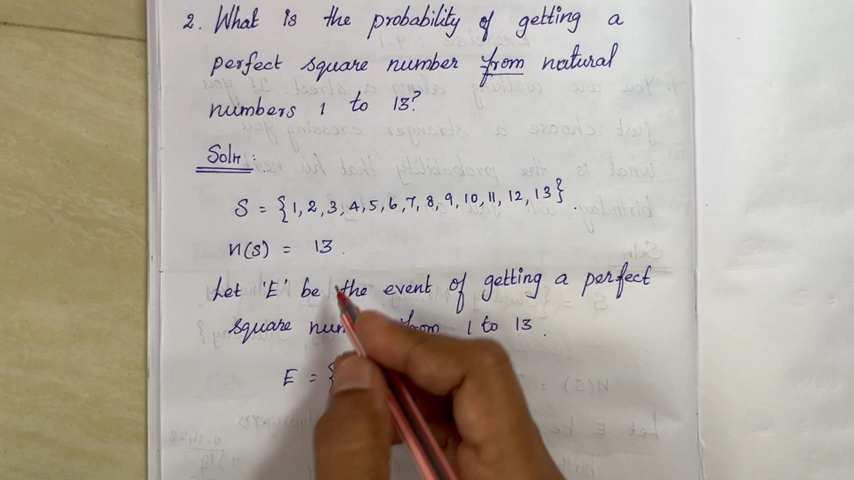 2. What is the probability of getting a
perfect square number from natural
numbers 1 to 13?
Soln :
S = {1, 2, 3, 4, 5, 6, 7, 8, 9, 10, 11, 12, 13}.
n(s) = 13.
Let 'E' be the event of getting a perfect
square from 1 to 13.
E = {